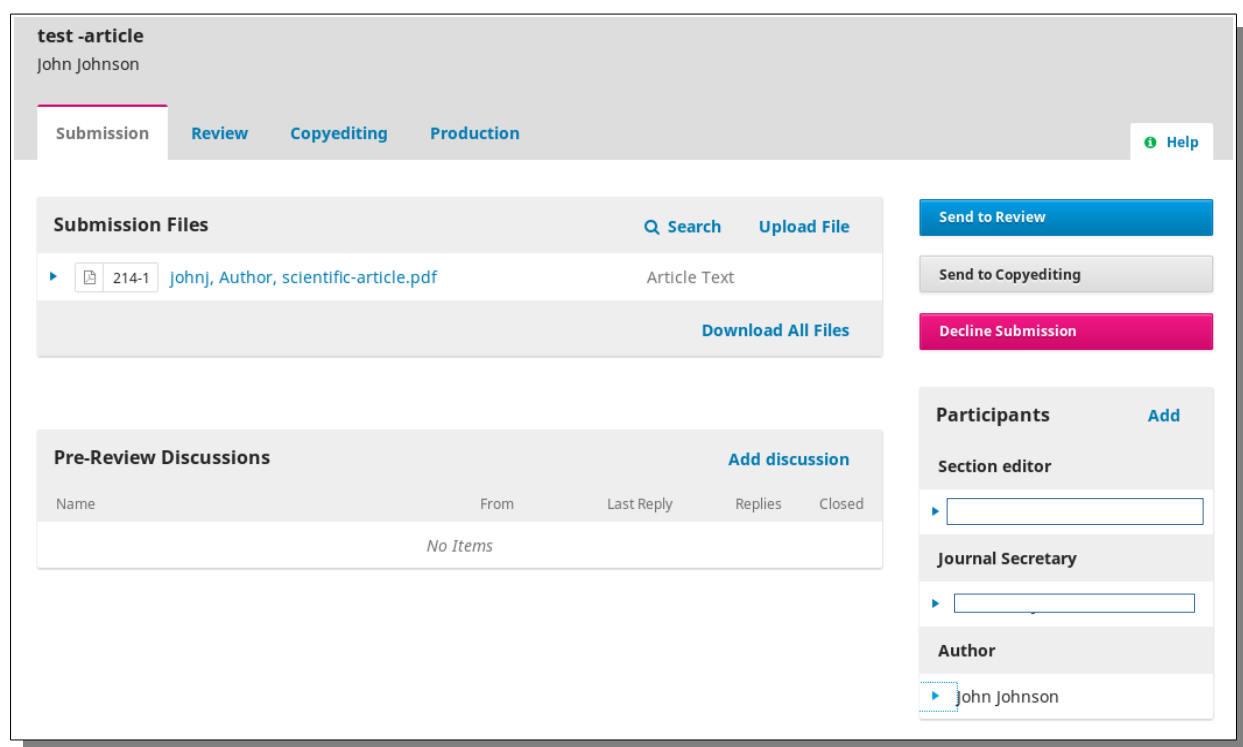 test -article
John Johnson
Submission Review Copyediting Production
Help
Submission Files Search Upload File
214-1 johnj, Author, scientific-article.pdf Article Text
Download All Files
Pre-Review Discussions Add discussion
Name From Last Reply Replies Closed
No Items
Send to Review
Send to Copyediting
Decline Submission
Participants Add
Section editor
Journal Secretary
Author
John Johnson